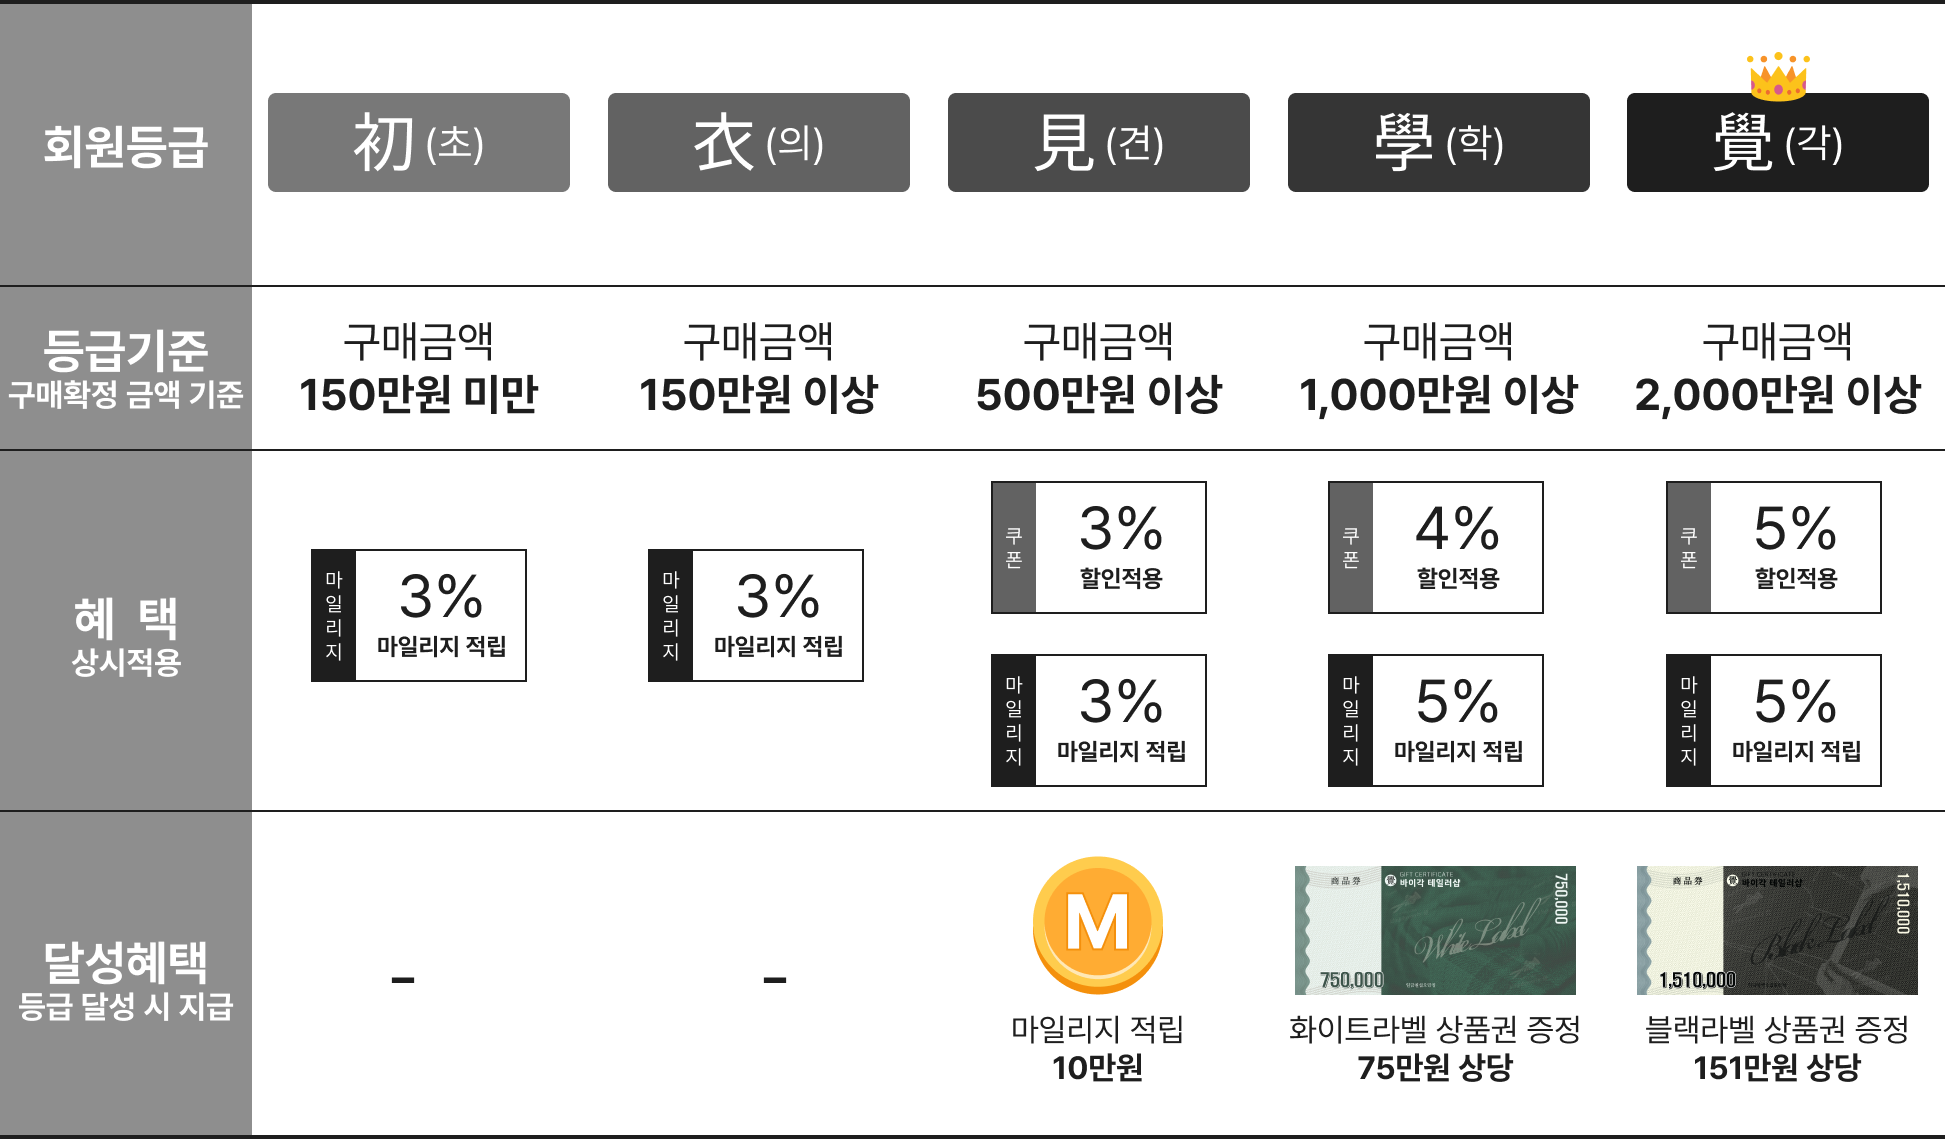 회원등급
初 (초)
衣 (의)
見 (견)
學 (학)
覺 (각)
등급기준
구매확정 금액 기준
구매금액
150만원 미만
구매금액
150만원 이상
구매금액
500만원 이상
구매금액
1,000만원 이상
구매금액
2,000만원 이상
혜 택
상시적용
마일리지
3%
마일리지 적립
마일리지
3%
마일리지 적립
쿠폰
3%
할인적용
마일리지
3%
마일리지 적립
쿠폰
4%
할인적용
마일리지
5%
마일리지 적립
쿠폰
5%
할인적용
마일리지
5%
마일리지 적립
달성혜택
등급 달성 시 지급
-
-
M
마일리지 적립
10만원
商品券
覺
GIFT CERTIFICATE
바이각 테일러샵
750,000
White Label
750,000
화이트라벨 상품권 증정
75만원 상당
商品券
覺
GIFT CERTIFICATE
바이각 테일러샵
1,510,000
Black Label
1,510,000
블랙라벨 상품권 증정
151만원 상당